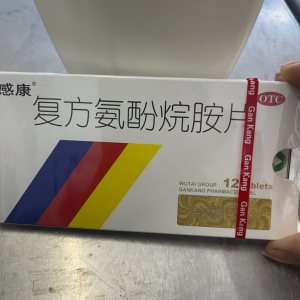 感康®
复方氨酚烷胺片
OTC
Gan Kang
Gan Kang
Gan Kang
Gan Kang
WUTAI GROUP
GANKANG PHARMACEUTICAL
12 Tablets